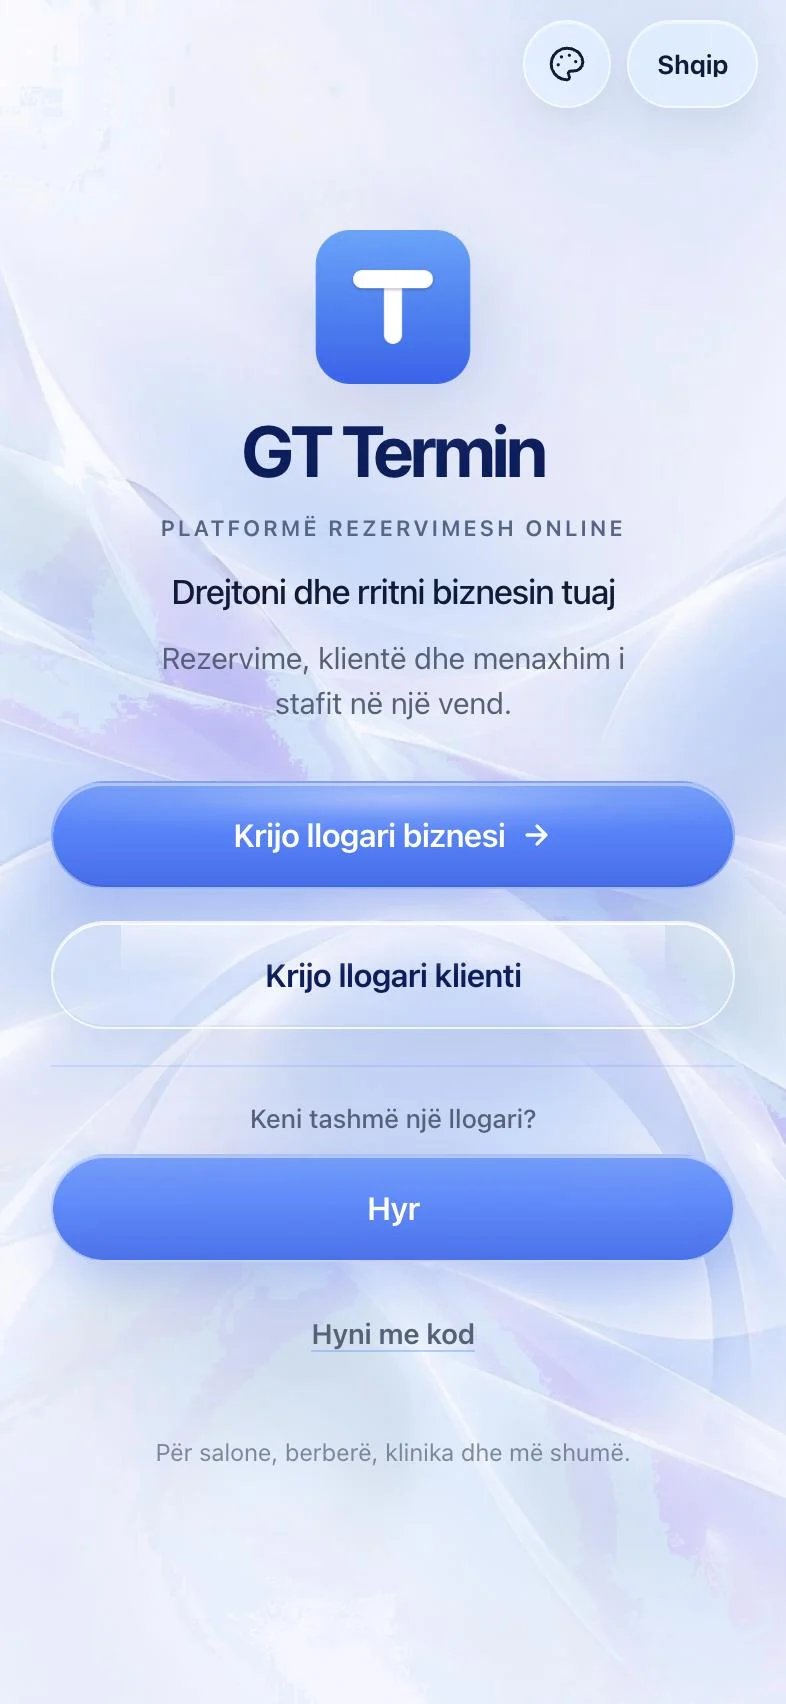 Shqip
T
GT Termin
PLATFORMË REZERVIMESH ONLINE
Drejtoni dhe rritni biznesin tuaj
Rezervime, klientë dhe menaxhim i
stafit në një vend.
Krijo llogari biznesi →
Krijo llogari klienti
Keni tashmë një llogari?
Hyr
Hyni me kod
Për salone, berberë, klinika dhe më shumë.